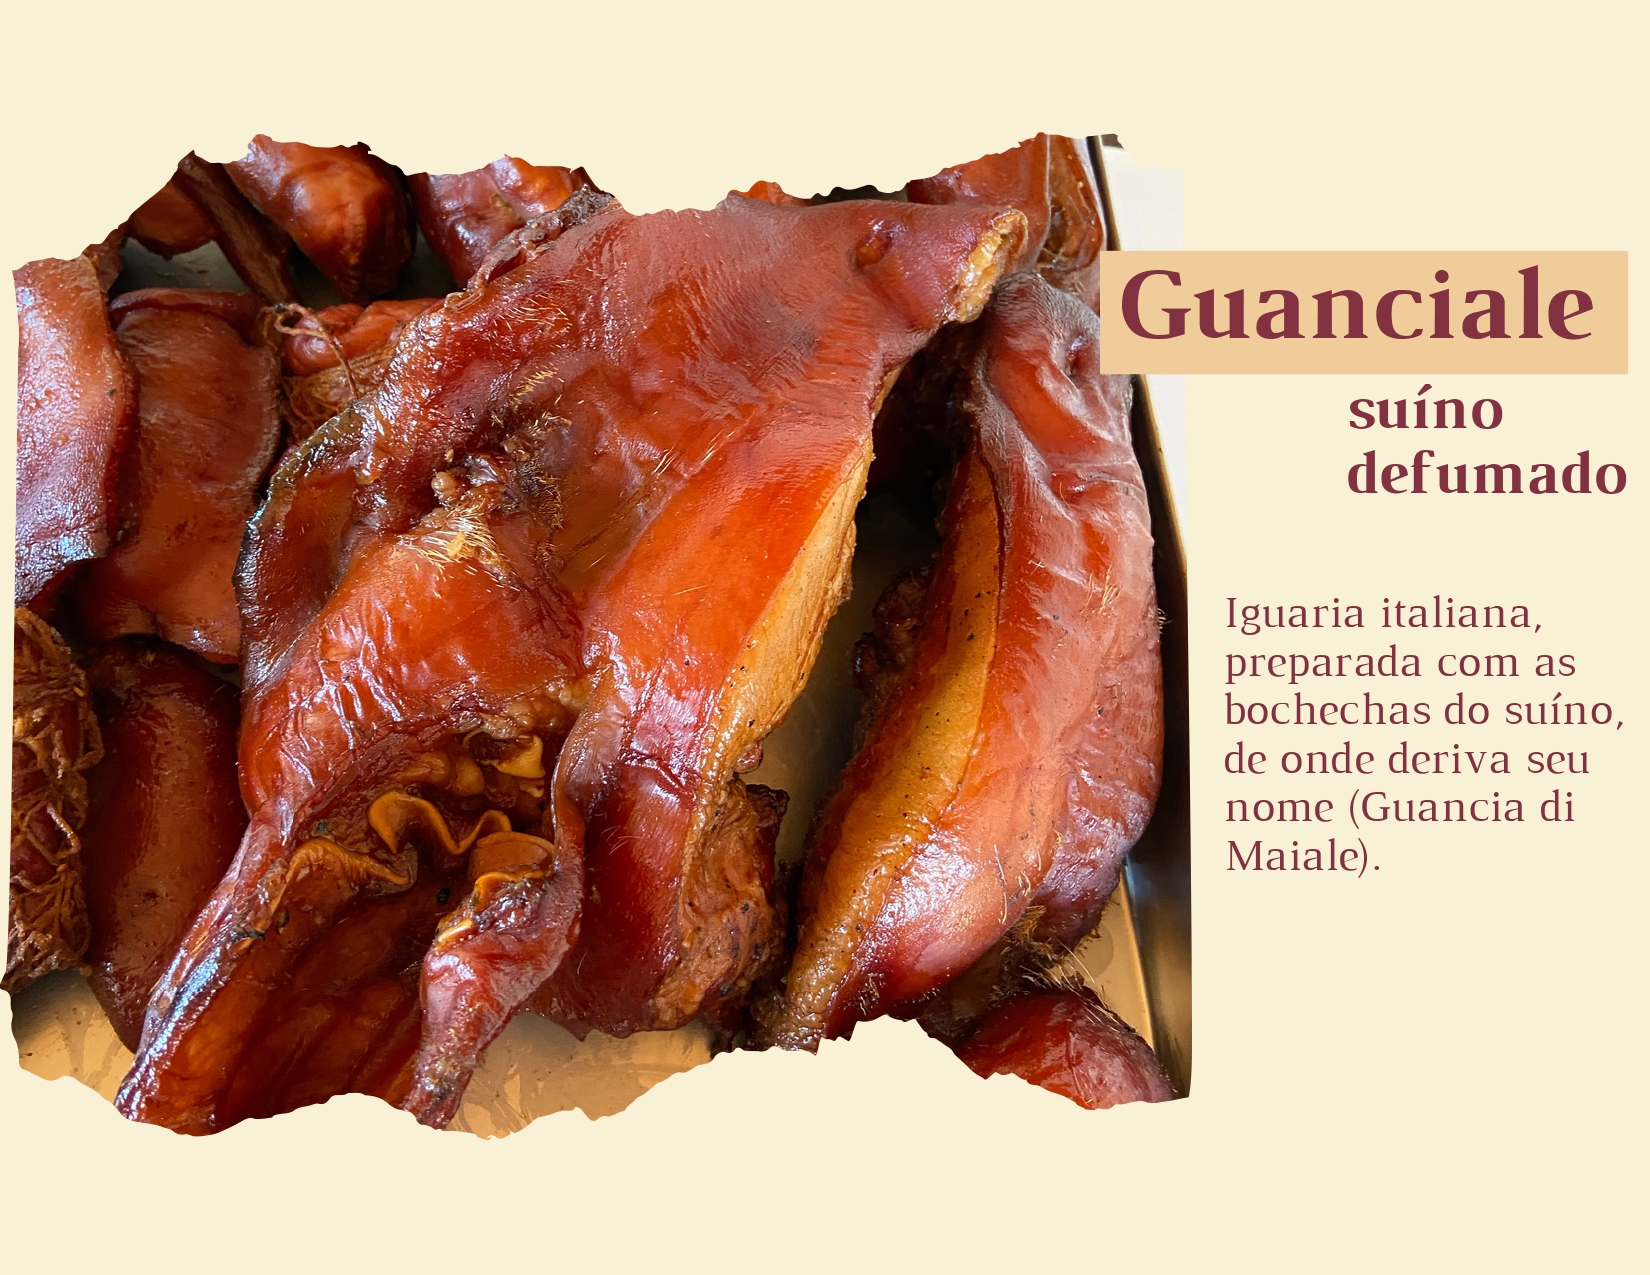 Guanciale
suíno
defumado
Iguaria italiana,
preparada com as
bochechas do suíno,
de onde deriva seu
nome (Guancia di
Maiale).